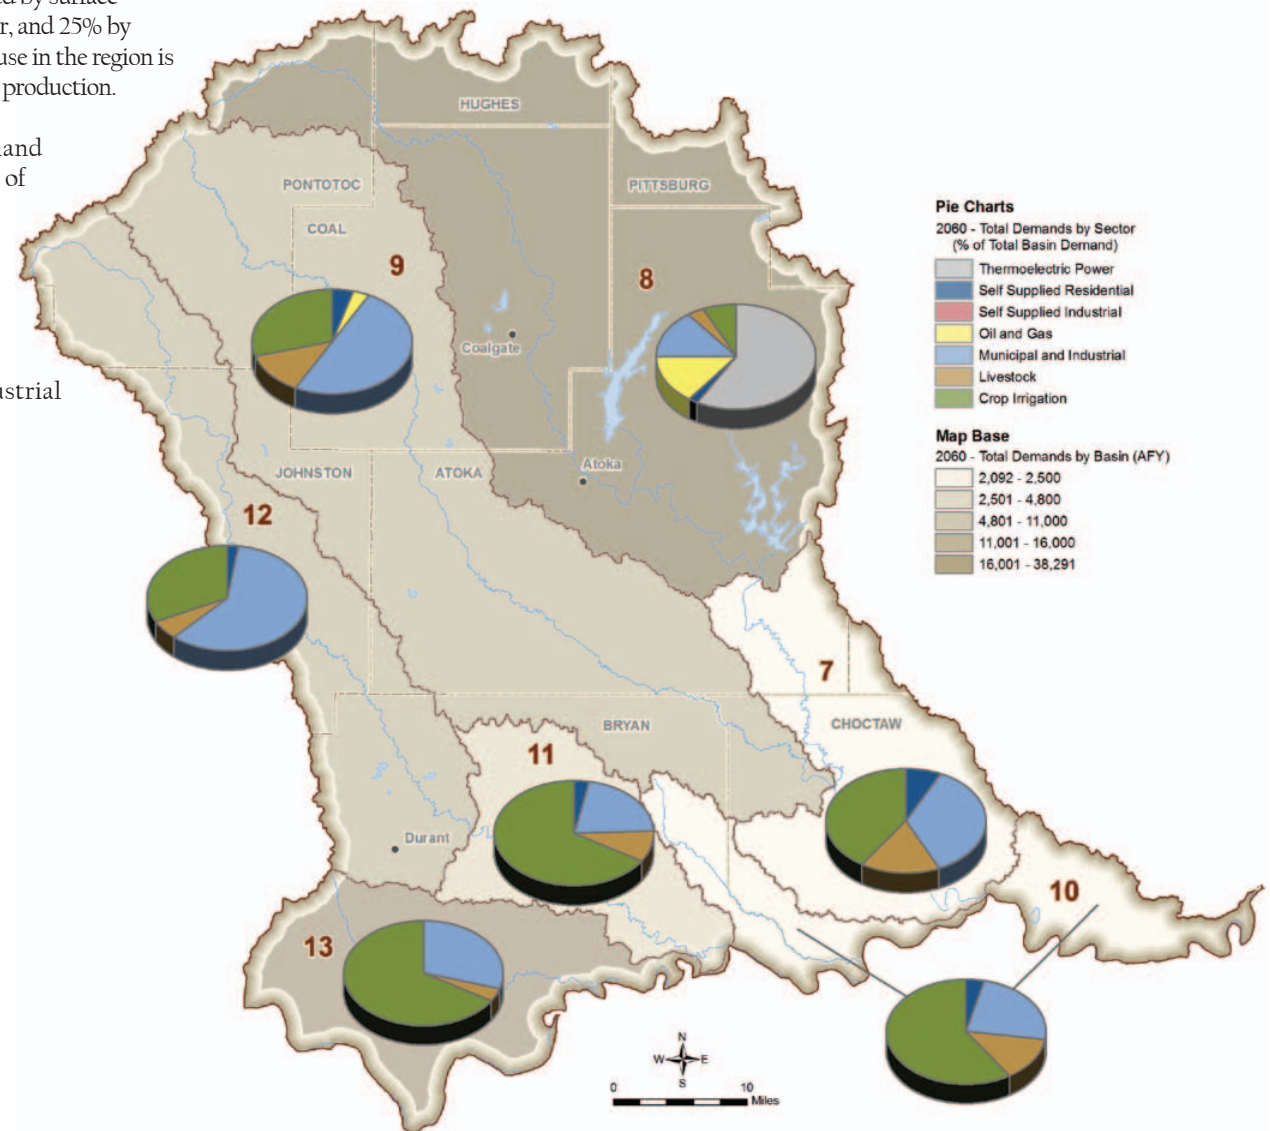 ed by surface
r, and 25% by
use in the region is
production.
and
of
ustrial
HUGHES
PONTOTOC
PITTSBURG
COAL
9
8
Coalgate
Atoka
JOHNSTON
ATOKA
12
7
BRYAN
CHOCTAW
11
Durant
10
13
Pie Charts
2060 - Total Demands by Sector
(% of Total Basin Demand)
Thermoelectric Power
Self Supplied Residential
Self Supplied Industrial
Oil and Gas
Municipal and Industrial
Livestock
Crop Irrigation
Map Base
2060 - Total Demands by Basin (AFY)
2,092 - 2,500
2,501 - 4,800
4,801 - 11,000
11,001 - 16,000
16,001 - 38,291
N
W E
S
0 10
Miles